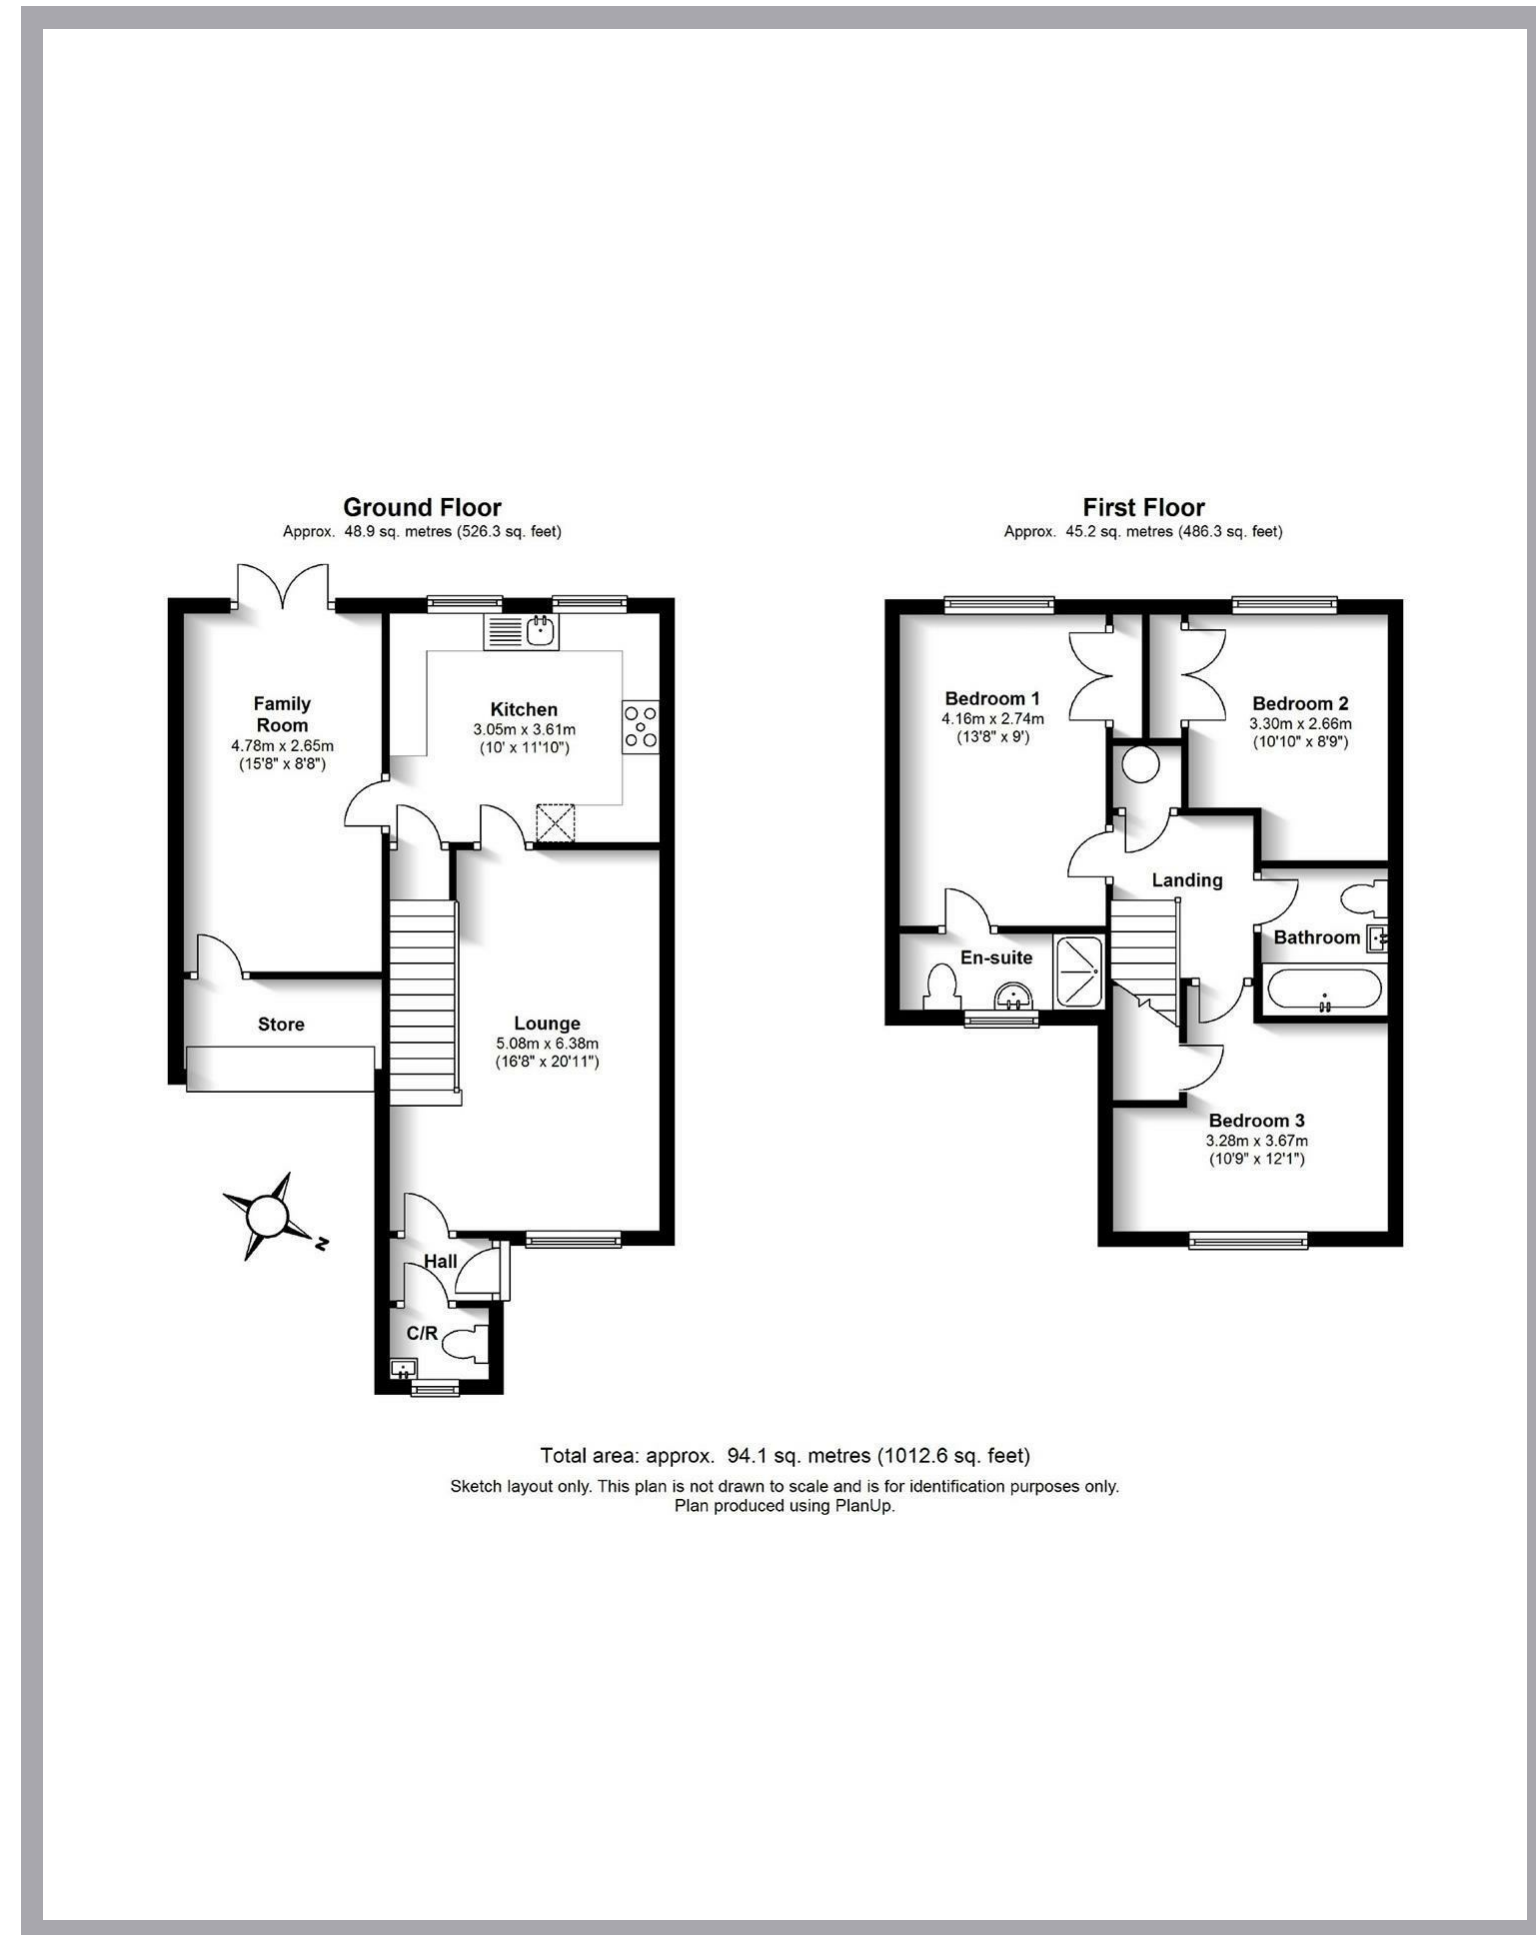 Ground Floor
Approx. 48.9 sq. metres (526.3 sq. feet)
Family
Room
4.78m x 2.65m
(15'8" x 8'8")
Kitchen
3.05m x 3.61m
(10' x 11'10")
Store
Lounge
5.08m x 6.38m
(16'8" x 20'11")
N
Hall
C/R
First Floor
Approx. 45.2 sq. metres (486.3 sq. feet)
Bedroom 1
4.16m x 2.74m
(13'8" x 9')
Bedroom 2
3.30m x 2.66m
(10'10" x 8'9")
Landing
En-suite
Bathroom
Bedroom 3
3.28m x 3.67m
(10'9" x 12'1")
Total area: approx. 94.1 sq. metres (1012.6 sq. feet)
Sketch layout only. This plan is not drawn to scale and is for identification purposes only.
Plan produced using PlanUp.